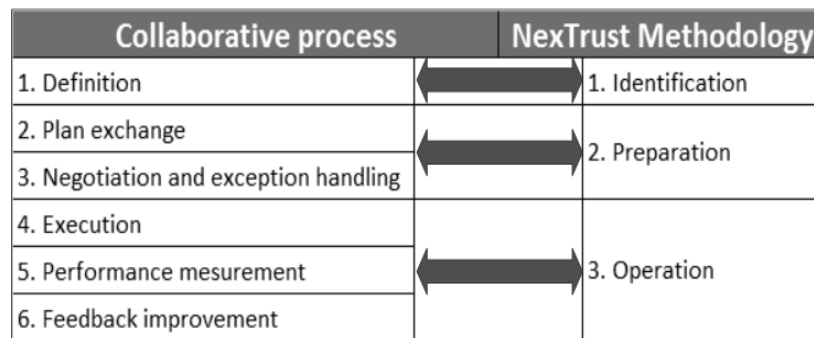 Collaborative process NexTrust Methodology
1. Definition 1. Identification
2. Plan exchange
2. Preparation
3. Negotiation and exception handling
4. Execution
5. Performance mesurement 3. Operation
6. Feedback improvement